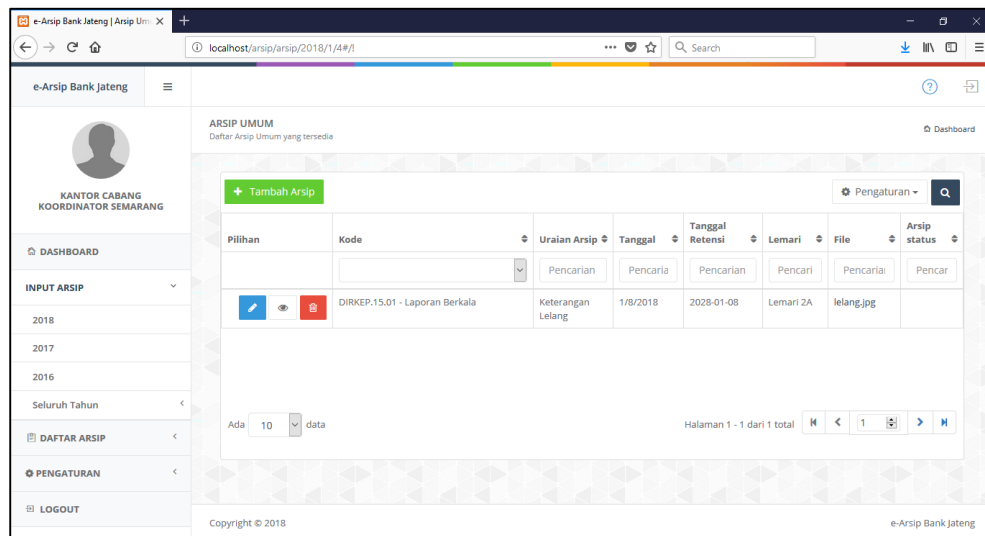 e-Arsip Bank Jateng | Arsip Um
localhost/arsip/arsip/2018/1/4#/!
Search
e-Arsip Bank Jateng
KANTOR CABANG
KOORDINATOR SEMARANG
DASHBOARD
INPUT ARSIP
2018
2017
2016
Seluruh Tahun
DAFTAR ARSIP
PENGATURAN
LOGOUT
ARSIP UMUM
Daftar Arsip Umum yang tersedia
Dashboard
+ Tambah Arsip
Pengaturan
Pilihan Kode Uraian Arsip Tanggal Tanggal Retensi Lemari File Arsip status
Pencarian Pencaria Pencarian Pencari Pencaria Pencar
DIRKEP.15.01 - Laporan Berkala Keterangan Lelang 1/8/2018 2028-01-08 Lemari 2A lelang.jpg
Ada 10 data
Halaman 1 - 1 dari 1 total 1
Copyright © 2018
e-Arsip Bank Jateng